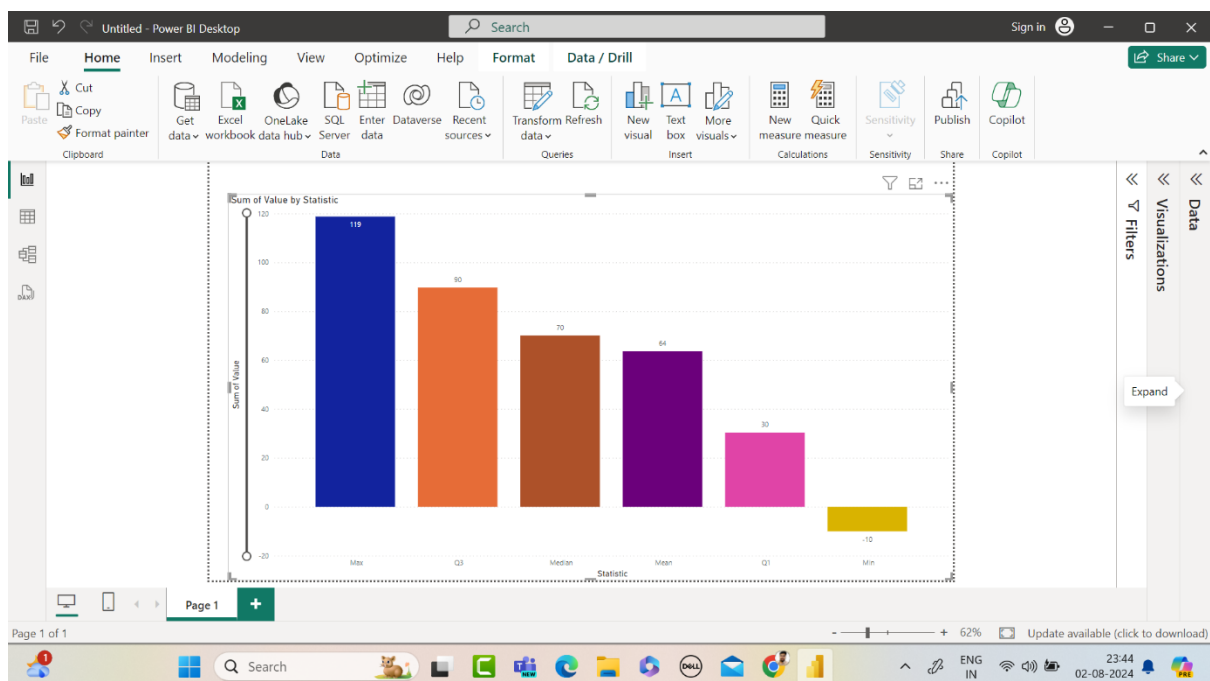 Untitled - Power BI Desktop
Search
Sign in
File Home Insert Modeling View Optimize Help Format Data / Drill
Share
Paste
Cut
Copy
Format painter
Clipboard
Get data
Excel workbook
OneLake data hub
SQL Server
Enter data
Dataverse
Recent sources
Data
Transform data
Refresh
Queries
New visual
Text box
More visuals
Insert
New measure
Quick measure
Calculations
Sensitivity
Sensitivity
Publish
Share
Copilot
Copilot
Sum of Value by Statistic
Sum of Value
120
100
80
60
40
20
0
-20
119
90
70
64
30
-10
Max Q3 Median Mean Q1 Min
Statistic
Filters
Visualizations
Data
Expand
DAX
Page 1
Page 1 of 1
- + 62%
Update available (click to download)
1
Search
NEW
DELL
ENG
IN
23:44
02-08-2024
PRE